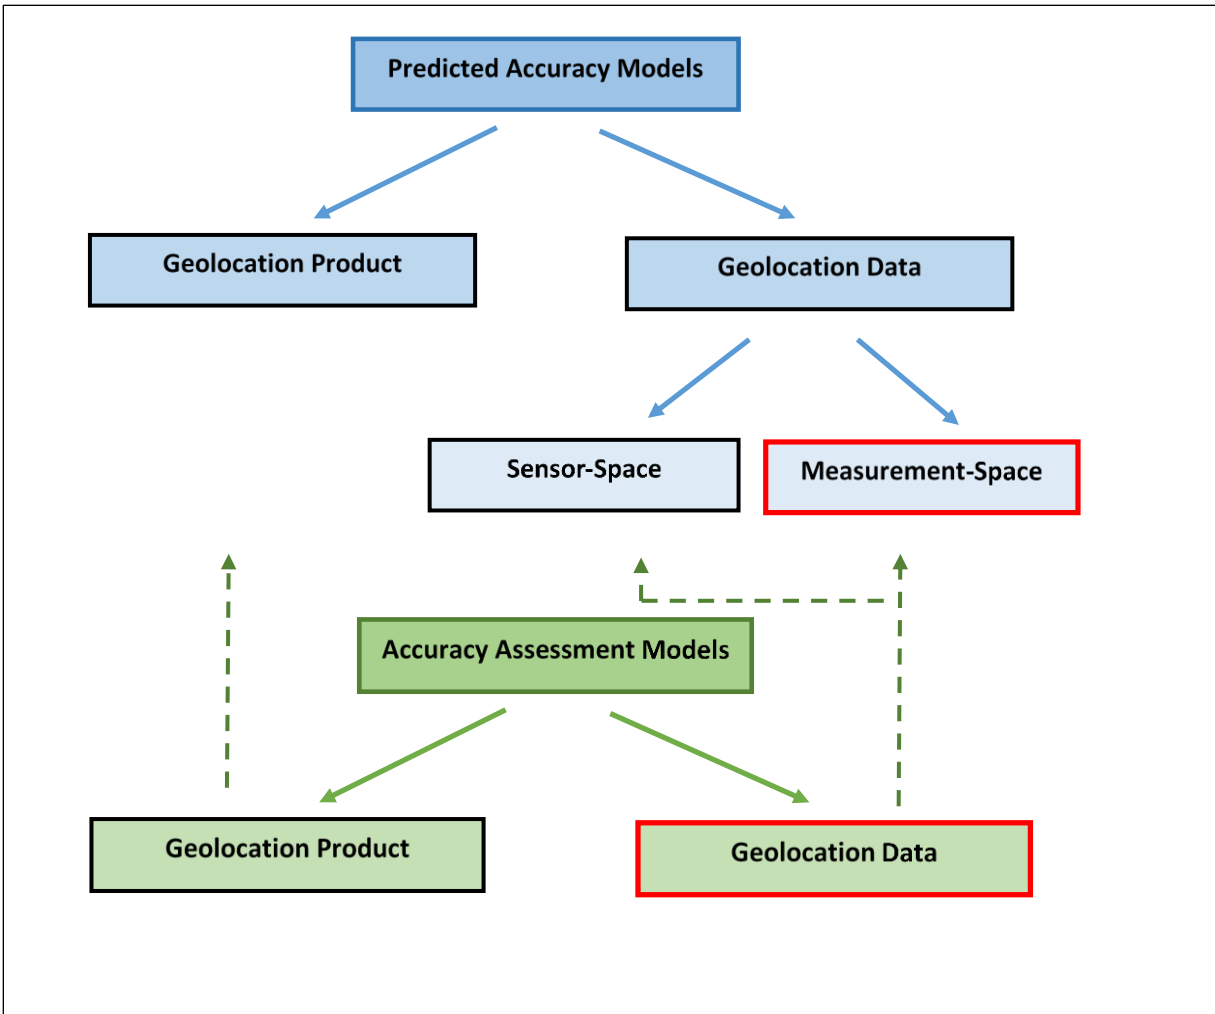 Predicted Accuracy Models
Geolocation Product
Geolocation Data
Sensor-Space
Measurement-Space
Accuracy Assessment Models
Geolocation Product
Geolocation Data